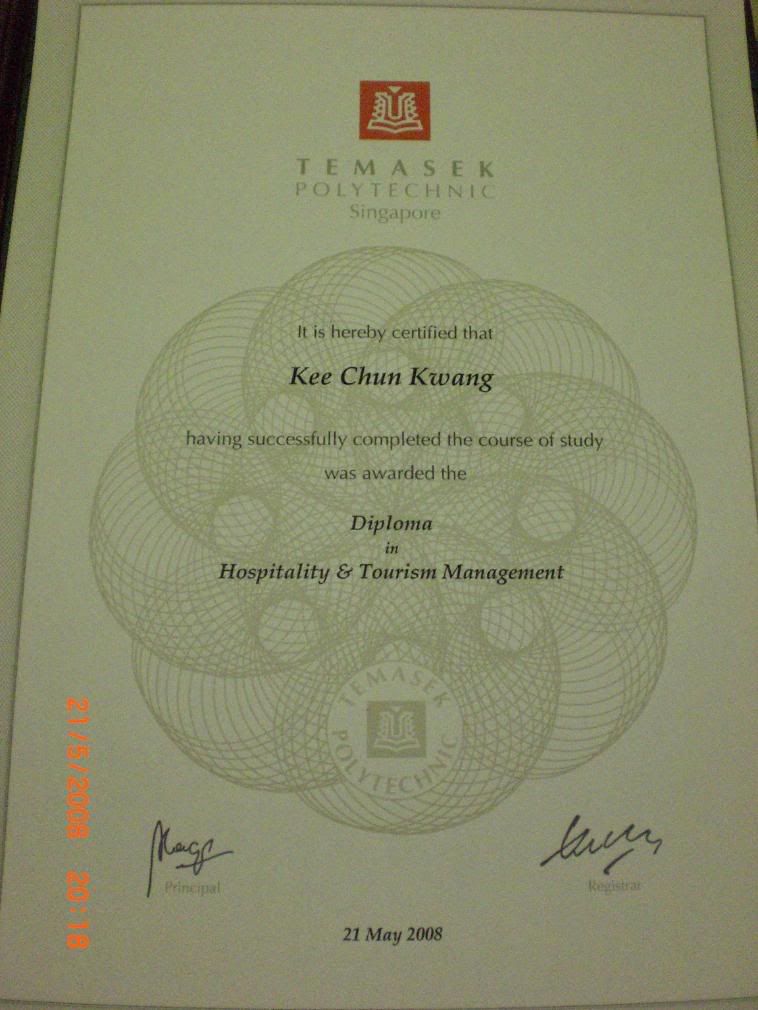 TEMASEK
POLYTECHNIC
Singapore
It is hereby certified that
Kee Chun Kwang
having successfully completed the course of study
was awarded the
Diploma
in
Hospitality & Tourism Management
TEMASEK
POLYTECHNIC
Principal
Registrar
21 May 2008
21/5/2008 20:18